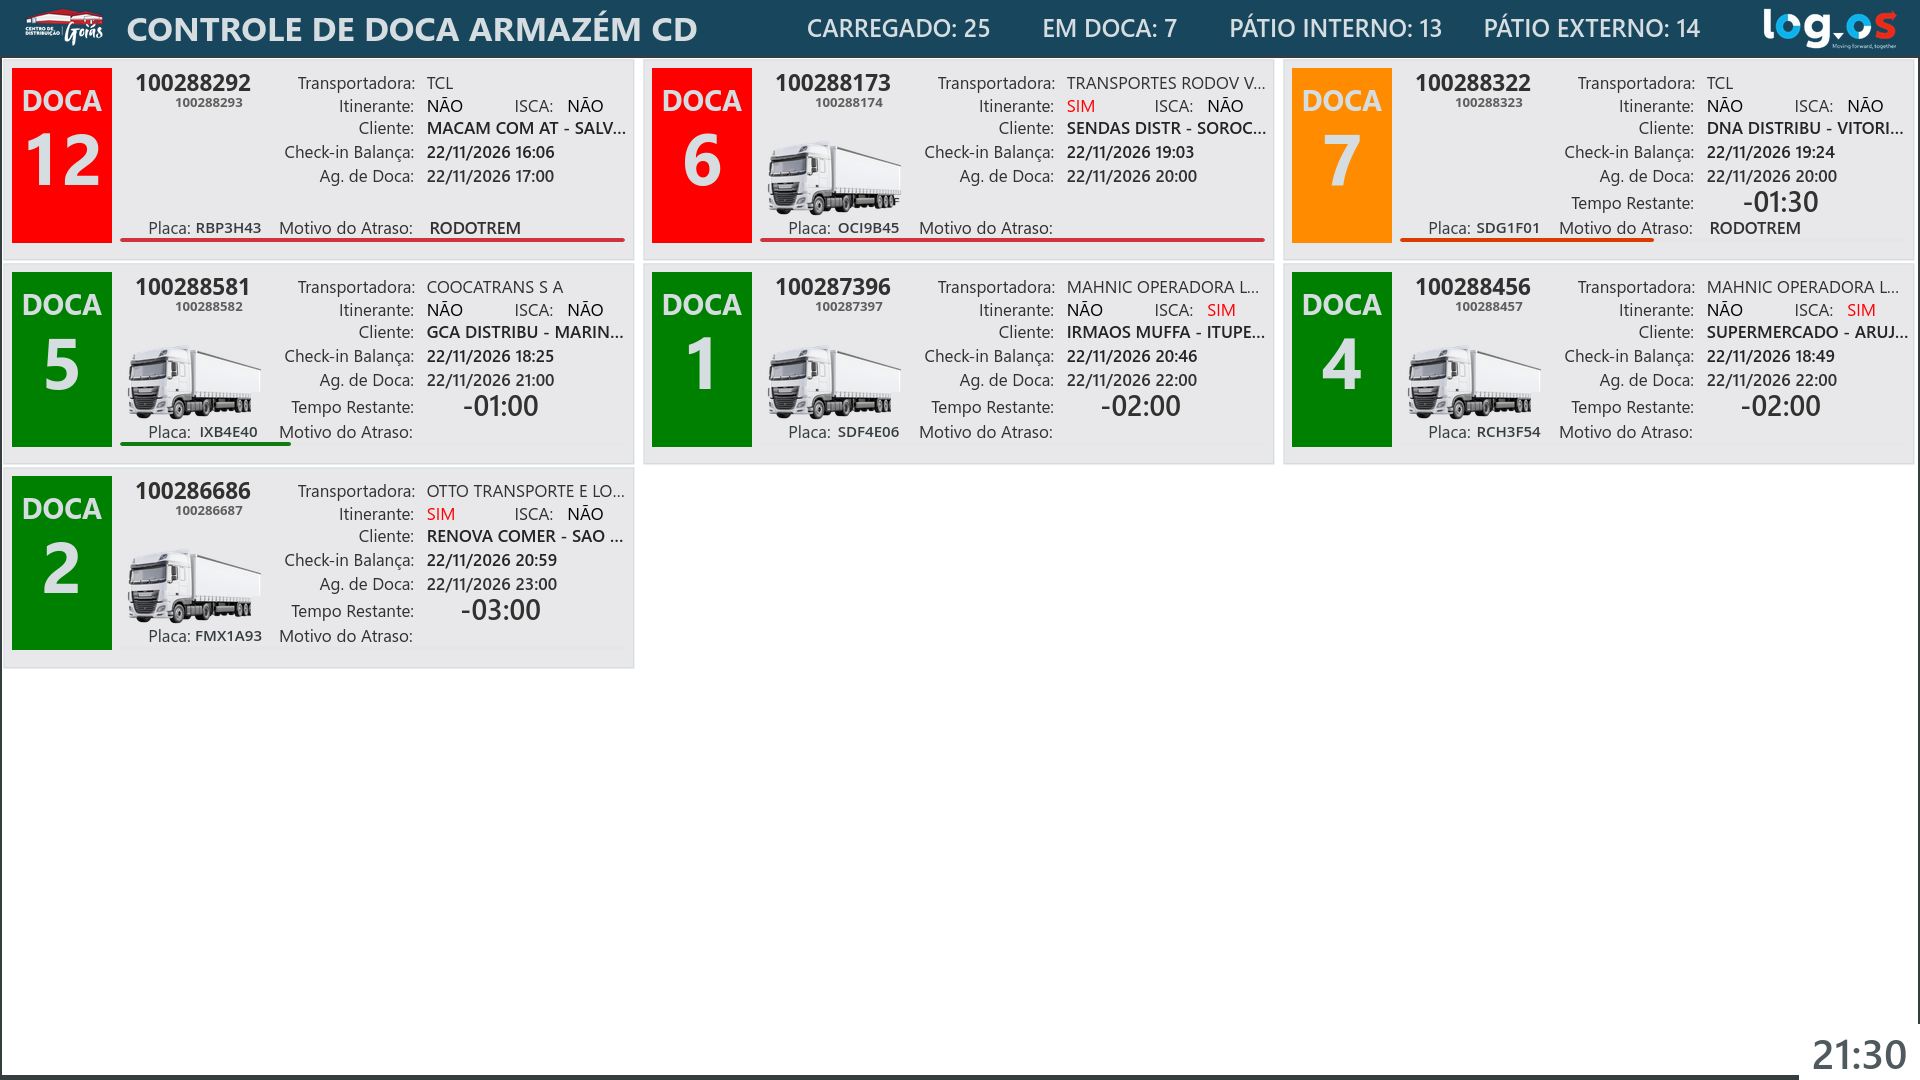 CENTRO DE DISTRIBUIÇÃO Goiás
CONTROLE DE DOCA ARMAZÉM CD
CARREGADO: 25
EM DOCA: 7
PÁTIO INTERNO: 13
PÁTIO EXTERNO: 14
log.os
Moving forward, together
DOCA
12
100288292
100288293
Transportadora: TCL
Itinerante: NÃO ISCA: NÃO
Cliente: MACAM COM AT - SALV...
Check-in Balança: 22/11/2026 16:06
Ag. de Doca: 22/11/2026 17:00
Placa: RBP3H43 Motivo do Atraso: RODOTREM
DOCA
6
100288173
100288174
Transportadora: TRANSPORTES RODOV V...
Itinerante: SIM ISCA: NÃO
Cliente: SENDAS DISTR - SOROC...
Check-in Balança: 22/11/2026 19:03
Ag. de Doca: 22/11/2026 20:00
Placa: OCI9B45 Motivo do Atraso:
DOCA
7
100288322
100288323
Transportadora: TCL
Itinerante: NÃO ISCA: NÃO
Cliente: DNA DISTRIBU - VITORI...
Check-in Balança: 22/11/2026 19:24
Ag. de Doca: 22/11/2026 20:00
Tempo Restante: -01:30
Placa: SDG1F01 Motivo do Atraso: RODOTREM
DOCA
5
100288581
100288582
Transportadora: COOCATRANS S A
Itinerante: NÃO ISCA: NÃO
Cliente: GCA DISTRIBU - MARIN...
Check-in Balança: 22/11/2026 18:25
Ag. de Doca: 22/11/2026 21:00
Tempo Restante: -01:00
Placa: IXB4E40 Motivo do Atraso:
DOCA
1
100287396
100287397
Transportadora: MAHNIC OPERADORA L...
Itinerante: NÃO ISCA: SIM
Cliente: IRMAOS MUFFA - ITUPE...
Check-in Balança: 22/11/2026 20:46
Ag. de Doca: 22/11/2026 22:00
Tempo Restante: -02:00
Placa: SDF4E06 Motivo do Atraso:
DOCA
4
100288456
100288457
Transportadora: MAHNIC OPERADORA L...
Itinerante: NÃO ISCA: SIM
Cliente: SUPERMERCADO - ARUJ...
Check-in Balança: 22/11/2026 18:49
Ag. de Doca: 22/11/2026 22:00
Tempo Restante: -02:00
Placa: RCH3F54 Motivo do Atraso:
DOCA
2
100286686
100286687
Transportadora: OTTO TRANSPORTE E LO...
Itinerante: SIM ISCA: NÃO
Cliente: RENOVA COMER - SAO ...
Check-in Balança: 22/11/2026 20:59
Ag. de Doca: 22/11/2026 23:00
Tempo Restante: -03:00
Placa: FMX1A93 Motivo do Atraso:
21:30